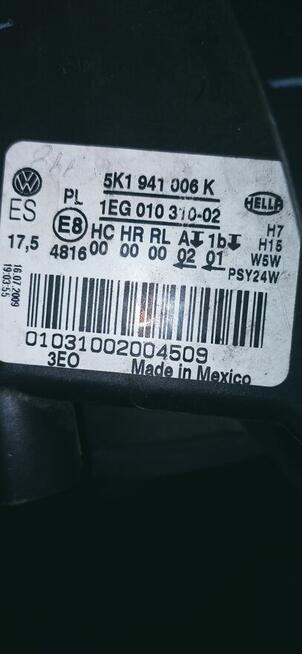 5K1 941 006 K
1EG 010 310-02
HELLA
ES
PL
E8
HC HR RL A 1b
H7
H15
W5W
PSY24W
17,5
4816
00 00 00 02 01
16.07.2009
19:03:55
01031002004509
3EO
Made in Mexico